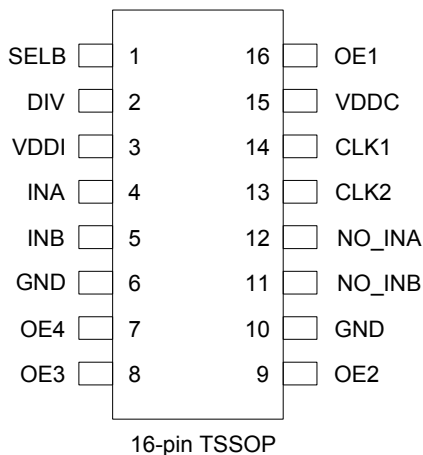 SELB 1 16 OE1
DIV 2 15 VDDC
VDDI 3 14 CLK1
INA 4 13 CLK2
INB 5 12 NO_INA
GND 6 11 NO_INB
OE4 7 10 GND
OE3 8 9 OE2
16-pin TSSOP